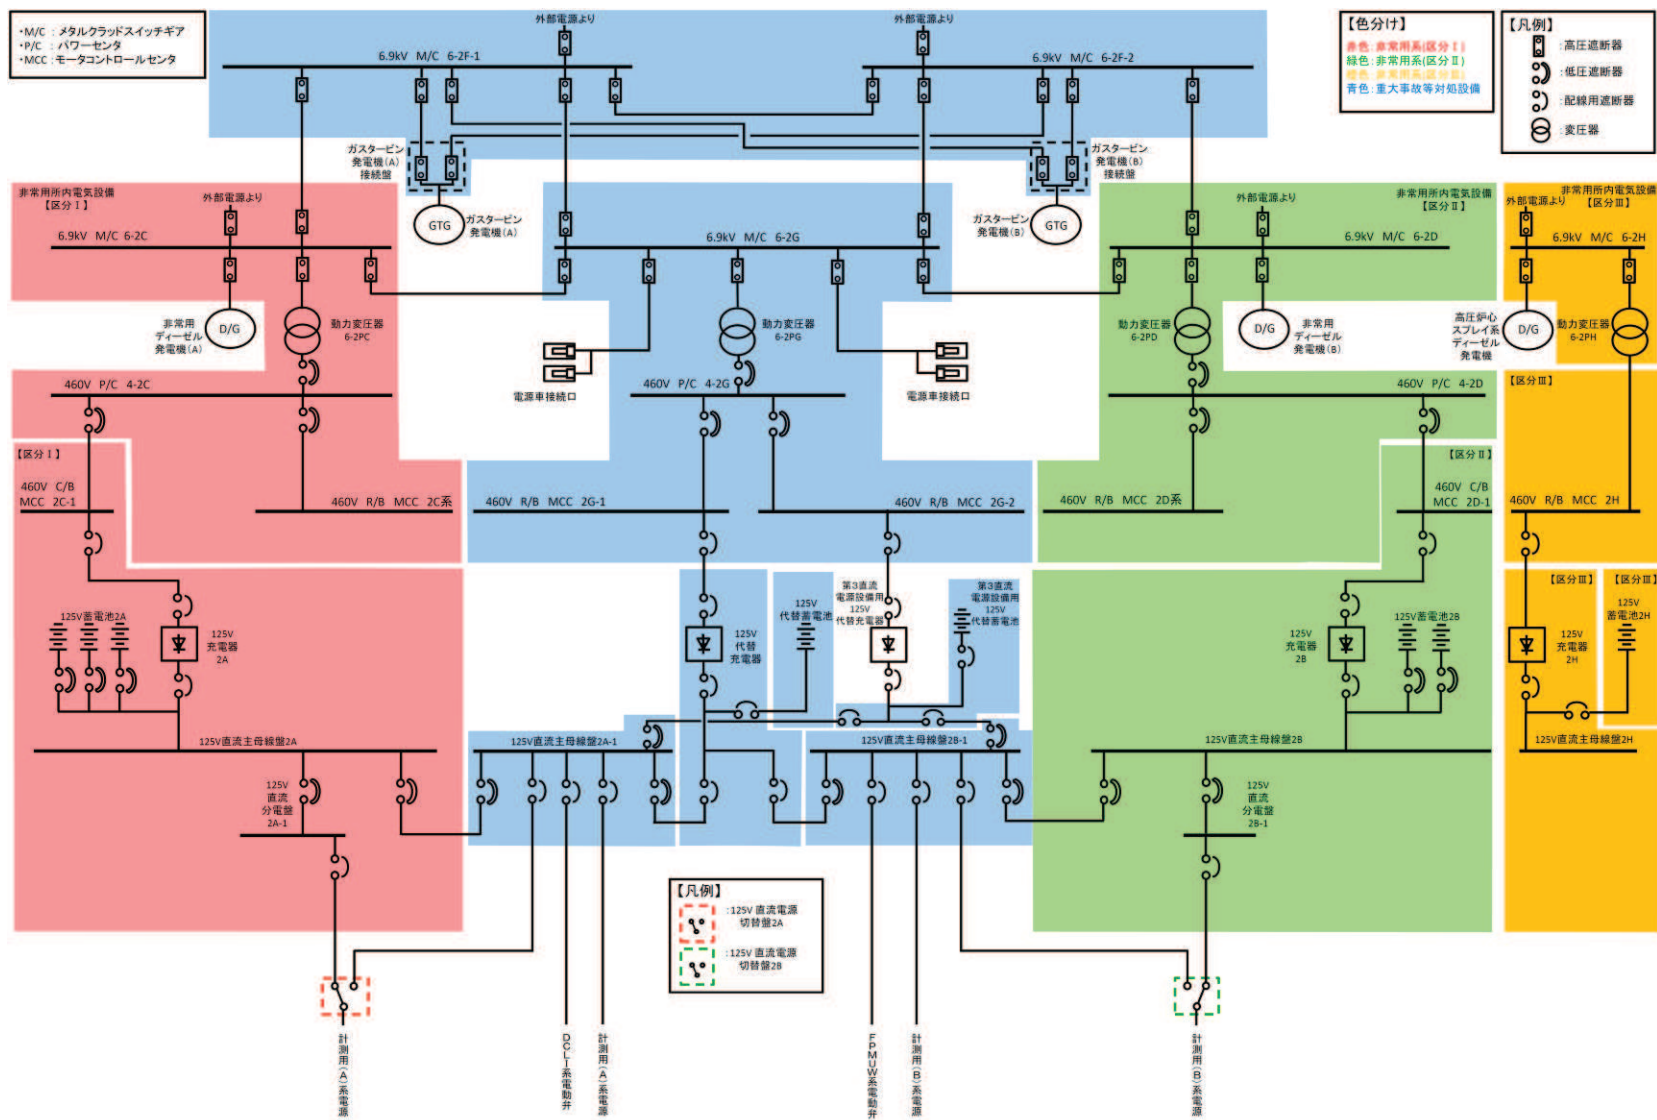 ・M/C ：メタルクラッドスイッチギア
・P/C ：パワーセンタ
・MCC：モータコントロールセンタ
外部電源より
外部電源より
【色分け】
赤色：非常用系(区分Ⅰ)
緑色：非常用系(区分Ⅱ)
橙色：非常用系(区分Ⅲ)
青色：重大事故等対処設備
【凡例】
：高圧遮断器
：低圧遮断器
：配線用遮断器
：変圧器
6.9kV M/C 6-2F-1
6.9kV M/C 6-2F-2
ガスタービン
発電機(A)
接続盤
ガスタービン
発電機(B)
接続盤
GTG
ガスタービン
発電機(A)
ガスタービン
発電機(B)
GTG
非常用所内電気設備
【区分Ⅰ】
外部電源より
6.9kV M/C 6-2C
6.9kV M/C 6-2G
外部電源より
非常用所内電気設備
【区分Ⅱ】
6.9kV M/C 6-2D
非常用所内電気設備
【区分Ⅲ】
外部電源より
6.9kV M/C 6-2H
非常用
ディーゼル
発電機(A)
D/G
動力変圧器
6-2PC
動力変圧器
6-2PG
動力変圧器
6-2PD
D/G
非常用
ディーゼル
発電機(B)
高圧炉心
スプレイ系
ディーゼル
発電機
D/G
動力変圧器
6-2PH
電源車接続口
電源車接続口
460V P/C 4-2C
460V P/C 4-2G
460V P/C 4-2D
【区分Ⅲ】
【区分Ⅰ】
460V C/B
MCC 2C-1
460V R/B MCC 2C系
460V R/B MCC 2G-1
460V R/B MCC 2G-2
460V R/B MCC 2D系
【区分Ⅱ】
460V C/B
MCC 2D-1
460V R/B MCC 2H
125V蓄電池2A
125V
充電器
2A
125V
代替
充電器
125V
代替蓄電池
第3直流
電源設備用
125V
代替充電器
第3直流
電源設備用
125V
代替蓄電池
125V
充電器
2B
125V蓄電池2B
【区分Ⅲ】
125V
充電器
2H
【区分Ⅲ】
125V
蓄電池2H
125V直流主母線盤2A
125V直流主母線盤2A-1
125V直流主母線盤2B-1
125V直流主母線盤2B
125V直流主母線盤2H
125V
直流
分電盤
2A-1
125V
直流
分電盤
2B-1
【凡例】
：125V 直流電源
切替盤2A
：125V 直流電源
切替盤2B
計測用(A)系電源
DCLI系電動弁
計測用(A)系電源
FPMUW系電動弁
計測用(B)系電源
計測用(B)系電源